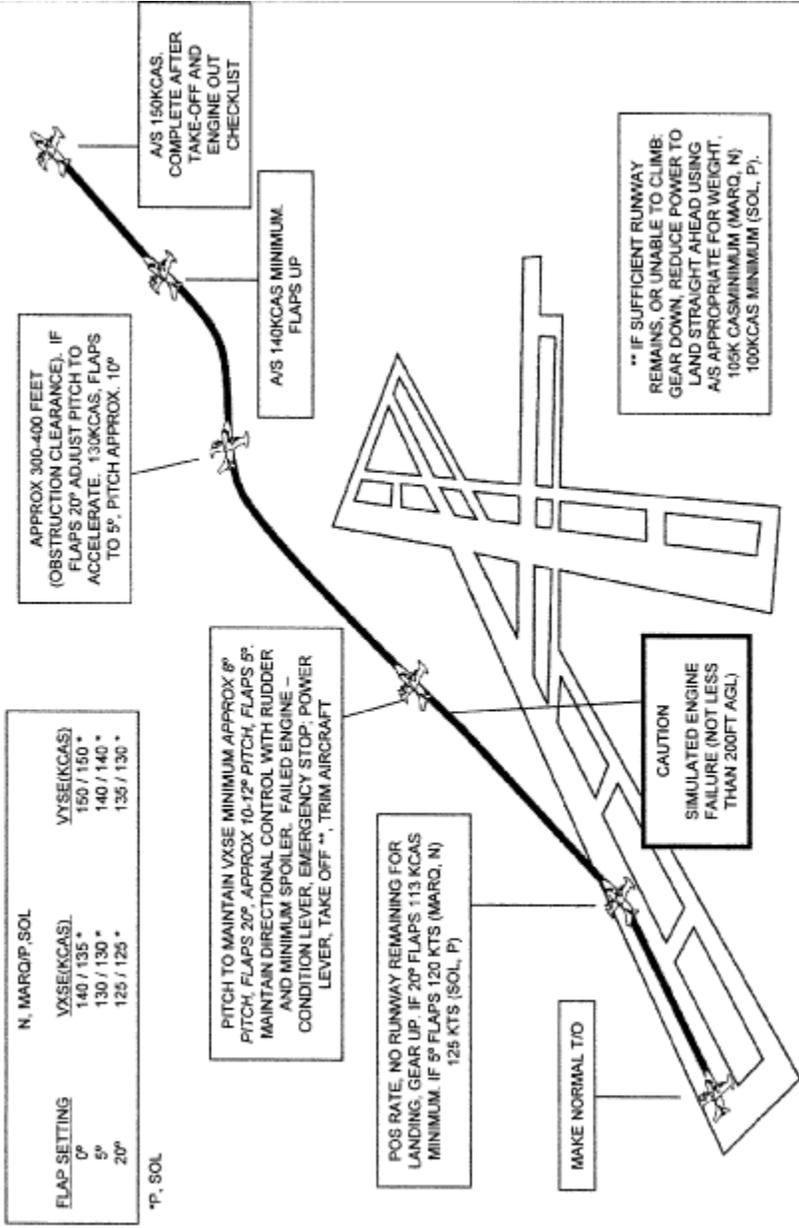 N, MARQ/P,SOL
FLAP SETTING VXSE(KCAS) VYSE(KCAS)
0º 140 / 135 * 150 / 150 *
5º 130 / 130 * 140 / 140 *
20º 125 / 125 * 135 / 130 *
*P, SOL
APPROX 300-400 FEET
(OBSTRUCTION CLEARANCE). IF
FLAPS 20º ADJUST PITCH TO
ACCELERATE. 130KCAS, FLAPS
TO 5º, PITCH APPROX. 10º
A/S 150KCAS.
COMPLETE AFTER
TAKE-OFF AND
ENGINE OUT
CHECKLIST
A/S 140KCAS MINIMUM.
FLAPS UP
PITCH TO MAINTAIN VXSE MINIMUM APPROX 8º
PITCH, FLAPS 20º, APPROX 10-12º PITCH, FLAPS 5º.
MAINTAIN DIRECTIONAL CONTROL WITH RUDDER
AND MINIMUM SPOILER. FAILED ENGINE –
CONDITION LEVER, EMERGENCY STOP; POWER
LEVER, TAKE OFF **, TRIM AIRCRAFT
POS RATE, NO RUNWAY REMAINING FOR
LANDING, GEAR UP. IF 20º FLAPS 113 KCAS
MINIMUM. IF 5º FLAPS 120 KTS (MARQ, N)
125 KTS (SOL, P)
MAKE NORMAL T/O
CAUTION
SIMULATED ENGINE
FAILURE (NOT LESS
THAN 200FT AGL)
** IF SUFFICIENT RUNWAY
REMAINS, OR UNABLE TO CLIMB:
GEAR DOWN, REDUCE POWER TO
LAND STRAIGHT AHEAD USING
A/S APPROPRIATE FOR WEIGHT,
105K CASMINIMUM (MARQ, N)
100KCAS MINIMUM (SOL, P).